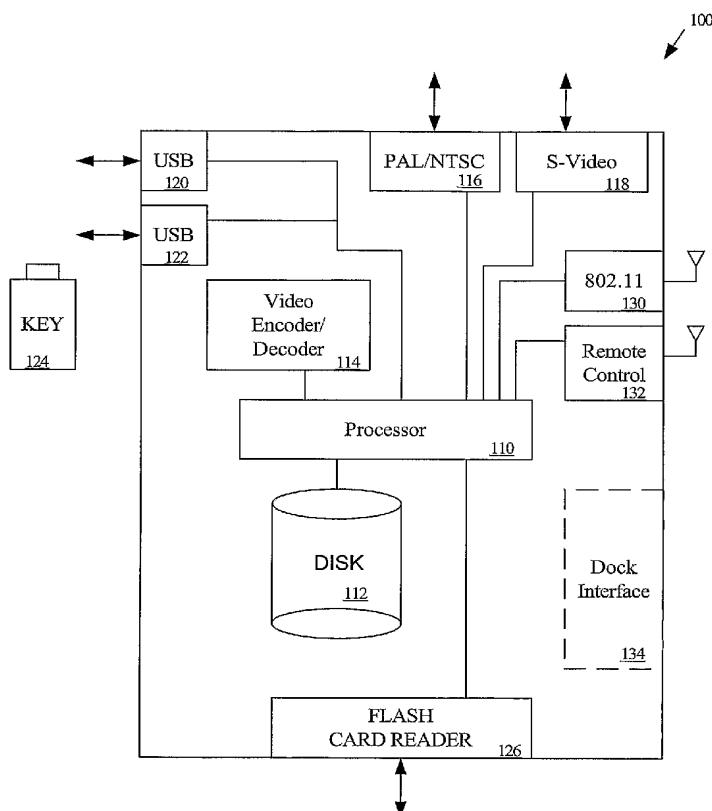 100
USB
120
PAL/NTSC
116
S-Video
118
USB
122
KEY
124
Video
Encoder/
Decoder
114
802.11
130
Remote
Control
132
Processor
110
DISK
112
Dock
Interface
134
FLASH
CARD READER
126